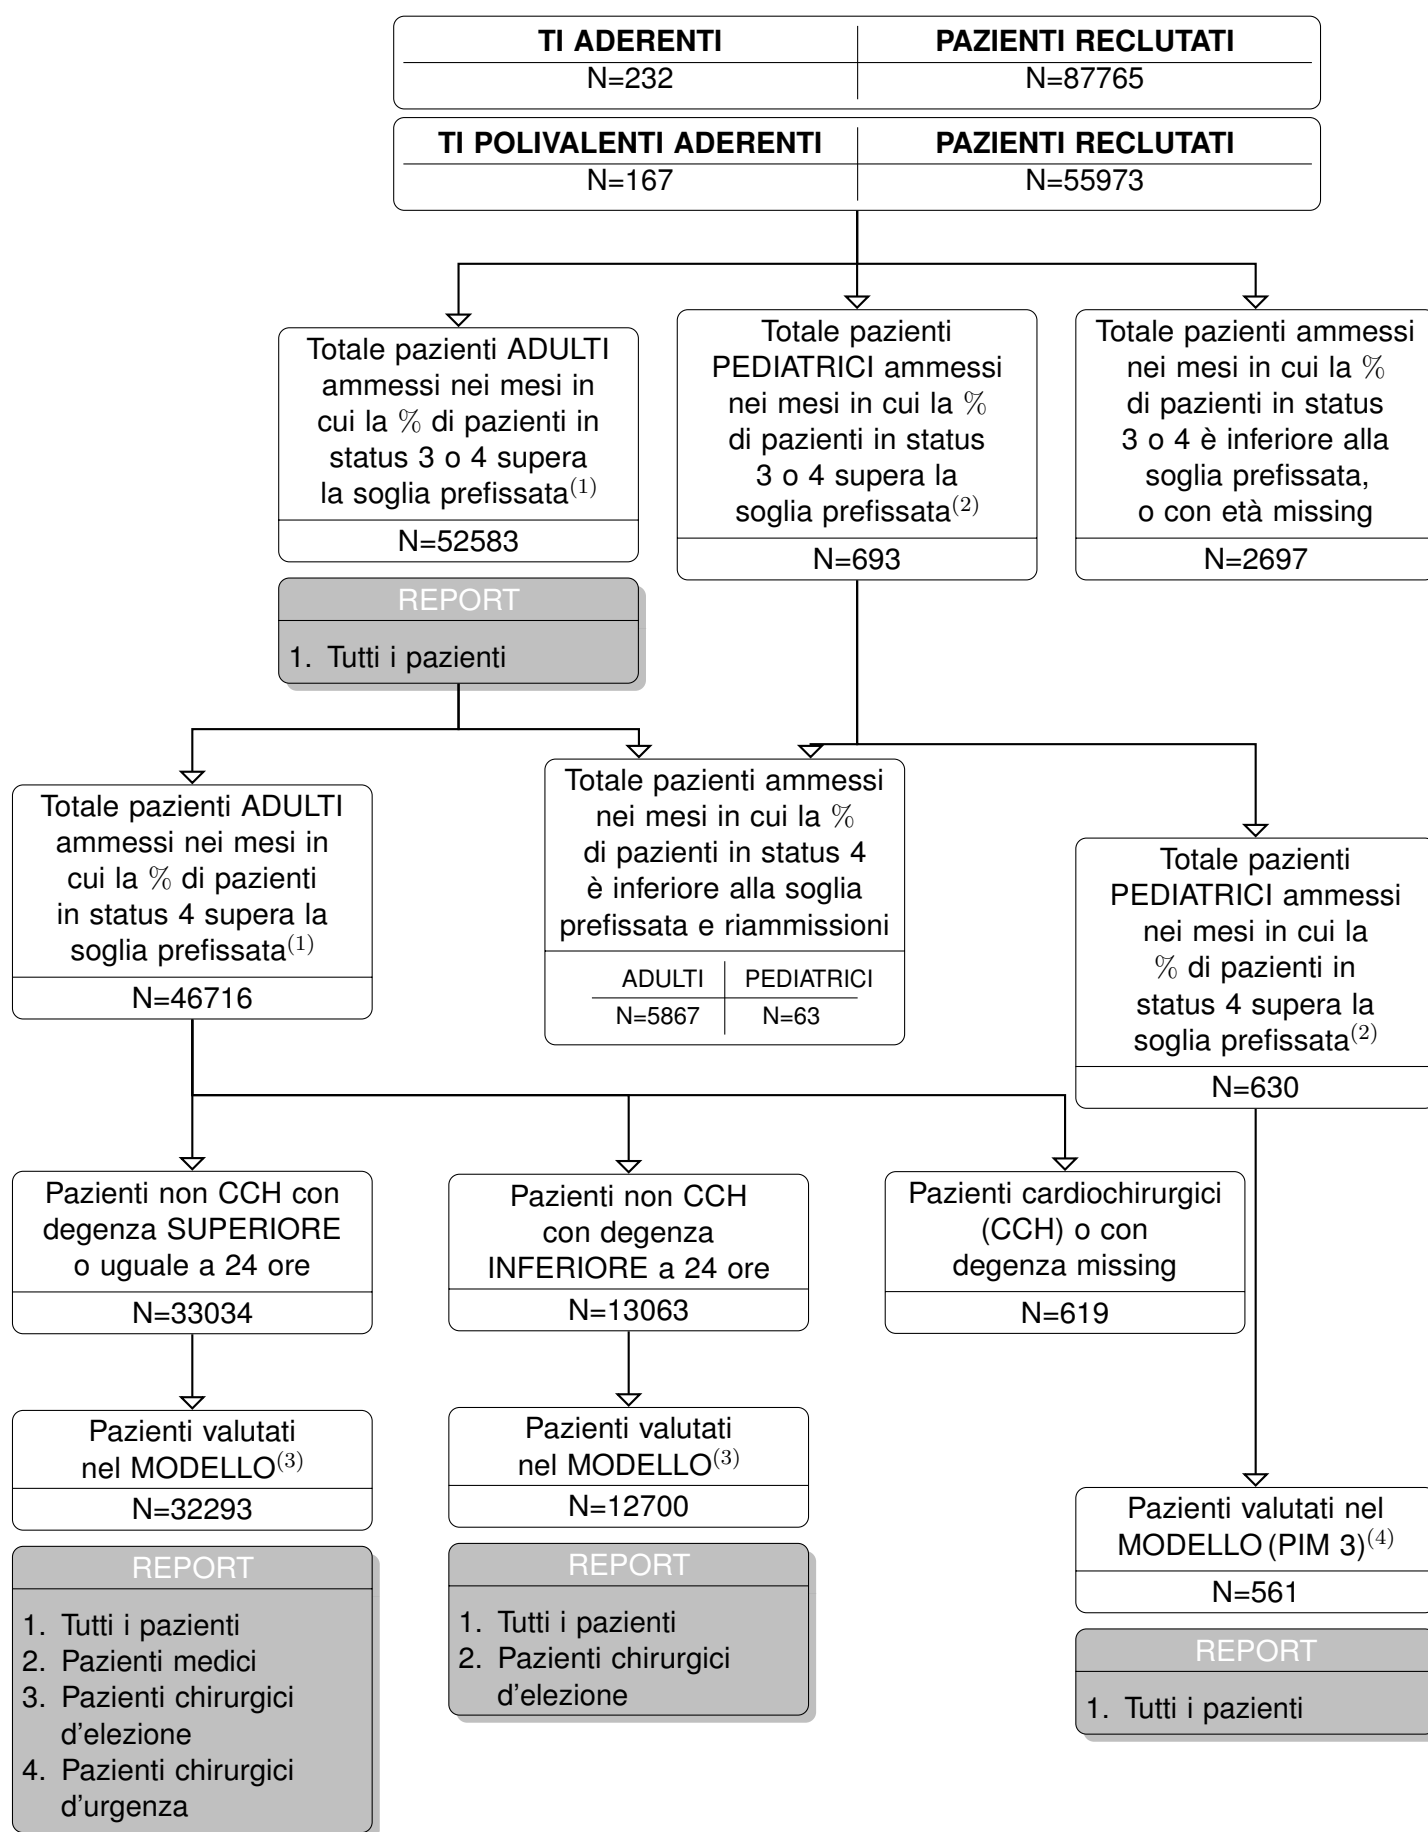 TI ADERENTI PAZIENTI RECLUTATI
N=232 N=87765
TI POLIVALENTI ADERENTI PAZIENTI RECLUTATI
N=167 N=55973
Totale pazienti ADULTI
ammessi nei mesi in
cui la % di pazienti in
status 3 o 4 supera
la soglia prefissata(1)
N=52583
REPORT
1. Tutti i pazienti
Totale pazienti
PEDIATRICI ammessi
nei mesi in cui la %
di pazienti in status
3 o 4 supera la
soglia prefissata(2)
N=693
Totale pazienti ammessi
nei mesi in cui la %
di pazienti in status
3 o 4 è inferiore alla
soglia prefissata,
o con età missing
N=2697
Totale pazienti ADULTI
ammessi nei mesi in
cui la % di pazienti
in status 4 supera la
soglia prefissata(1)
N=46716
Totale pazienti ammessi
nei mesi in cui la %
di pazienti in status 4
è inferiore alla soglia
prefissata e riammissioni
ADULTI PEDIATRICI
N=5867 N=63
Totale pazienti
PEDIATRICI ammessi
nei mesi in cui la
% di pazienti in
status 4 supera la
soglia prefissata(2)
N=630
Pazienti non CCH con
degenza SUPERIORE
o uguale a 24 ore
N=33034
Pazienti non CCH
con degenza
INFERIORE a 24 ore
N=13063
Pazienti cardiochirurgici
(CCH) o con
degenza missing
N=619
Pazienti valutati
nel MODELLO(3)
N=32293
REPORT
1. Tutti i pazienti
2. Pazienti medici
3. Pazienti chirurgici
d'elezione
4. Pazienti chirurgici
d'urgenza
Pazienti valutati
nel MODELLO(3)
N=12700
REPORT
1. Tutti i pazienti
2. Pazienti chirurgici
d'elezione
Pazienti valutati nel
MODELLO (PIM 3)(4)
N=561
REPORT
1. Tutti i pazienti